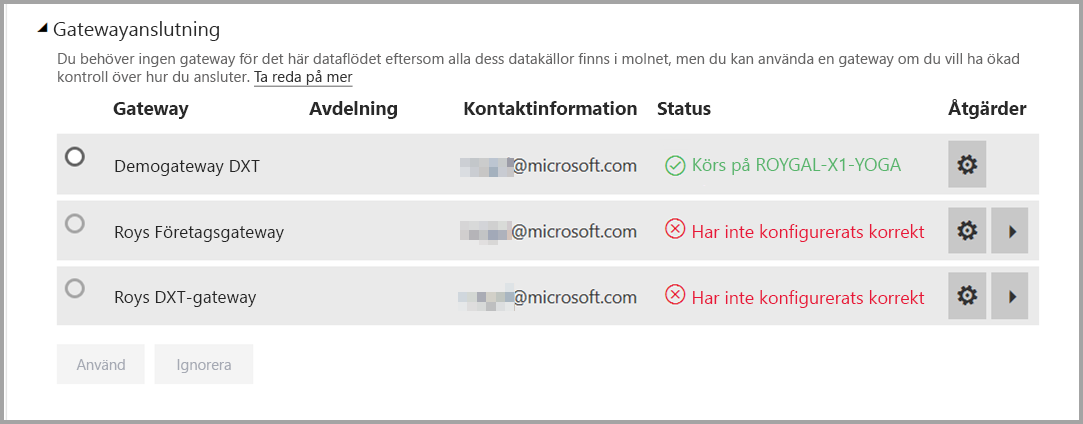 Gatewayanslutning
Du behöver ingen gateway för det här dataflödet eftersom alla dess datakällor finns i molnet, men du kan använda en gateway om du vill ha ökad
kontroll över hur du ansluter. Ta reda på mer
Gateway Avdelning Kontaktinformation Status Åtgärder
Demogateway DXT @microsoft.com Körs på ROYGAL-X1-YOGA
Roys Företagsgateway @microsoft.com Har inte konfigurerats korrekt
Roys DXT-gateway @microsoft.com Har inte konfigurerats korrekt
Använd Ignorera